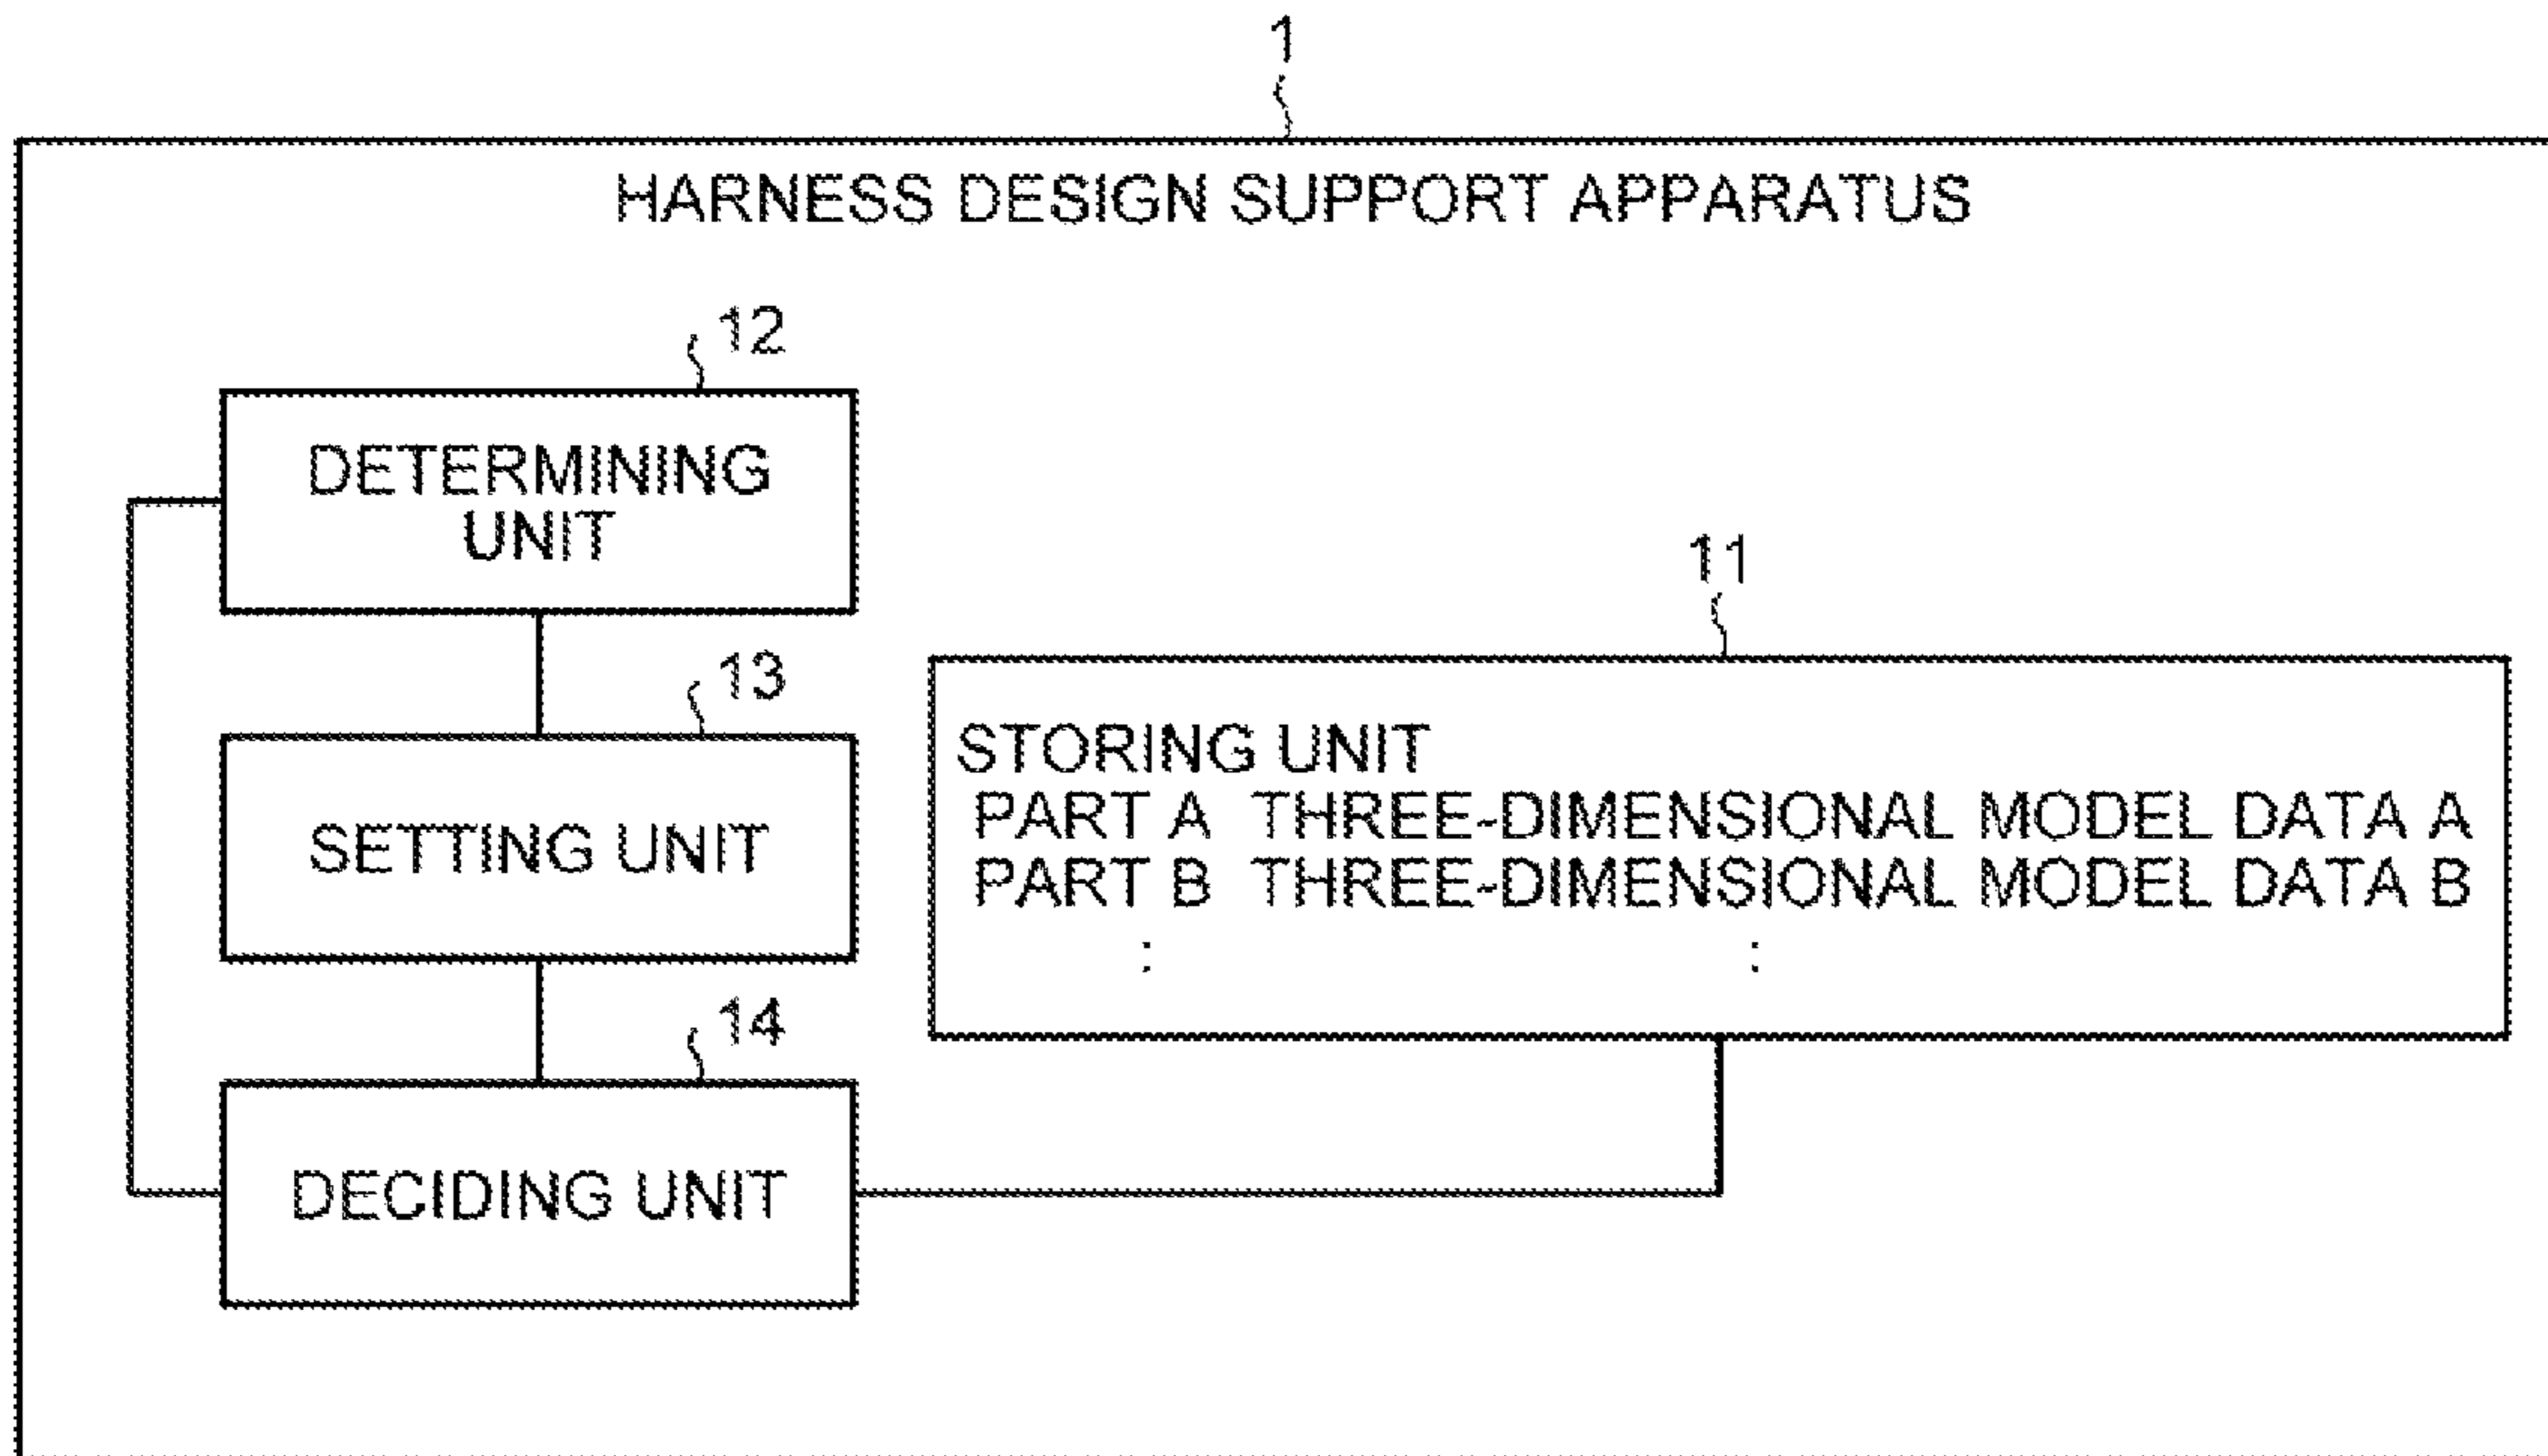 1
HARNESS DESIGN SUPPORT APPARATUS
12
DETERMINING
UNIT
11
13
STORING UNIT
PART A THREE-DIMENSIONAL MODEL DATA A
SETTING UNIT
PART B THREE-DIMENSIONAL MODEL DATA B
: :
14
DECIDING UNIT